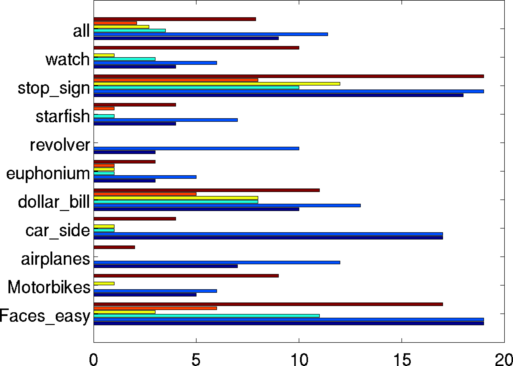 all
watch
stop_sign
starfish
revolver
euphonium
dollar_bill
car_side
airplanes
Motorbikes
Faces_easy
0 5 10 15 20